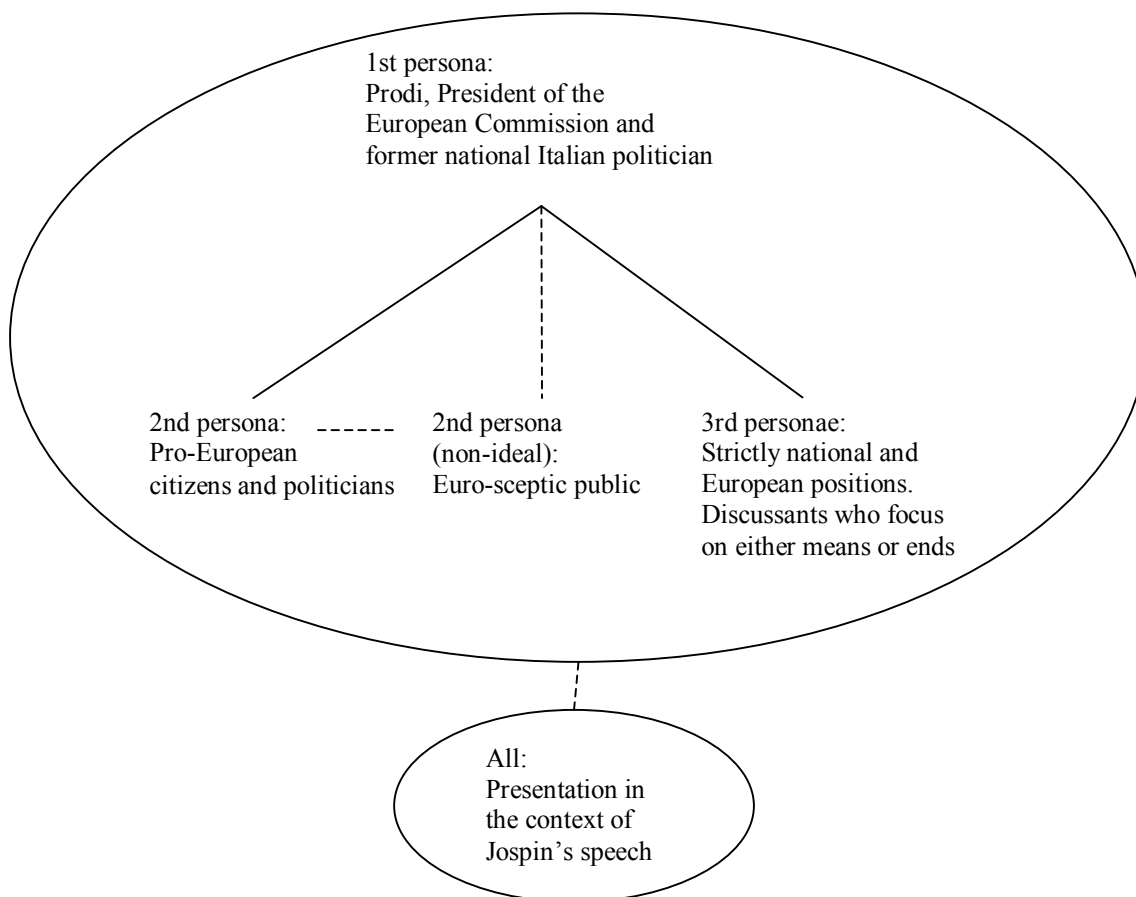 1st persona:
Prodi, President of the
European Commission and
former national Italian politician
2nd persona:
Pro-European
citizens and politicians
2nd persona
(non-ideal):
Euro-sceptic public
3rd personae:
Strictly national and
European positions.
Discussants who focus
on either means or ends
All:
Presentation in
the context of
Jospin’s speech